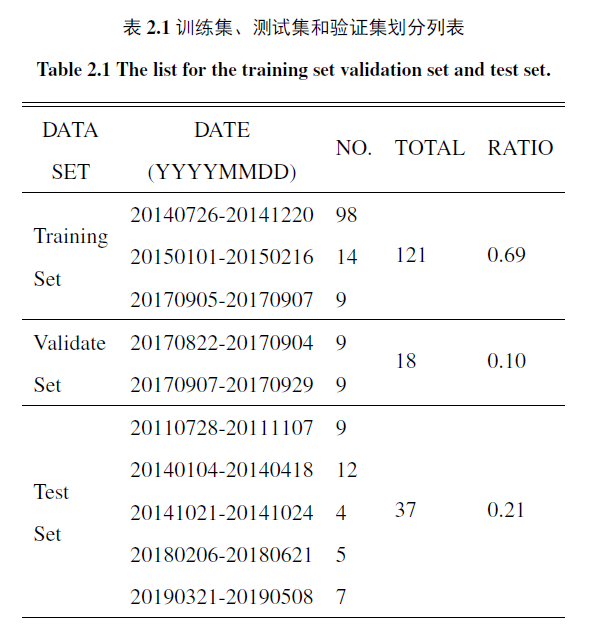 表 2.1 训练集、测试集和验证集划分列表
Table 2.1 The list for the training set validation set and test set.
DATA SET DATE (YYYYMMDD) NO. TOTAL RATIO
Training Set
20140726-20141220 98
20150101-20150216 14 121 0.69
20170905-20170907 9
Validate Set
20170822-20170904 9
18 0.10
20170907-20170929 9
Test Set
20110728-20111107 9
20140104-20140418 12
20141021-20141024 4 37 0.21
20180206-20180621 5
20190321-20190508 7